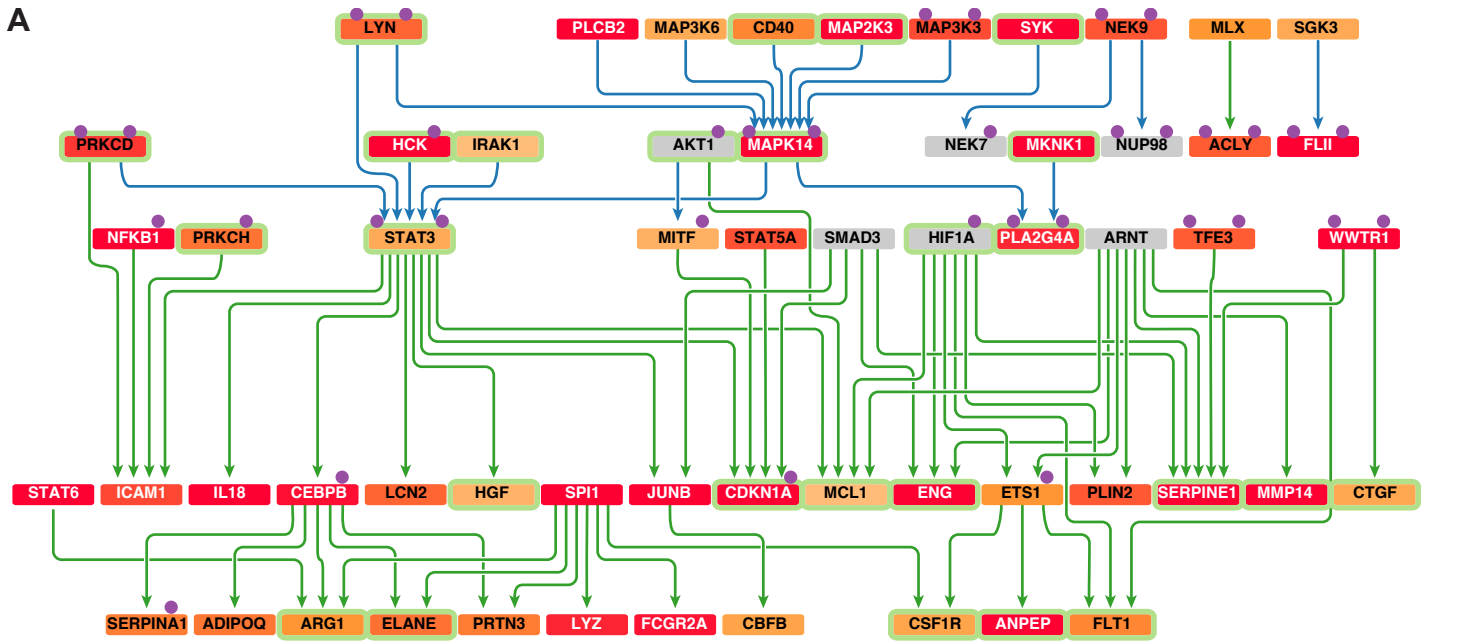 A
LYN
PLCB2
MAP3K6
CD40
MAP2K3
MAP3K3
SYK
NEK9
MLX
SGK3
PRKCD
HCK
IRAK1
AKT1
MAPK14
NEK7
MKNK1
NUP98
ACLY
FLII
NFKB1
PRKCH
STAT3
MITF
STAT5A
SMAD3
HIF1A
PLA2G4A
ARNT
TFE3
WWTR1
STAT6
ICAM1
IL18
CEBPB
LCN2
HGF
SPI1
JUNB
CDKN1A
MCL1
ENG
ETS1
PLIN2
SERPINE1
MMP14
CTGF
SERPINA1
ADIPOQ
ARG1
ELANE
PRTN3
LYZ
FCGR2A
CBFB
CSF1R
ANPEP
FLT1